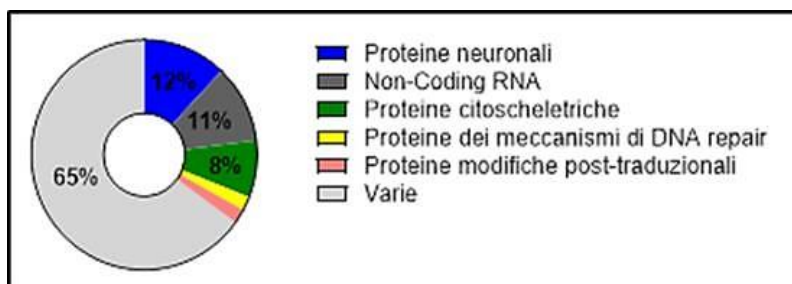 12%
11%
8%
65%
Proteine neuronali
Non-Coding RNA
Proteine citoscheletriche
Proteine dei meccanismi di DNA repair
Proteine modifiche post-traduzionali
Varie